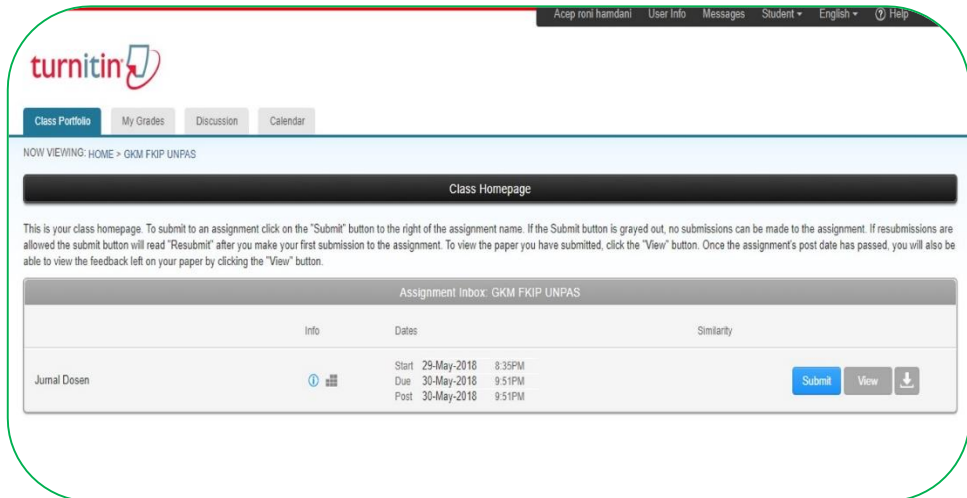 Acep roni hamdani User Info Messages Student English Help
turnitin
Class Portfolio My Grades Discussion Calendar
NOW VIEWING: HOME > GKM FKIP UNPAS
Class Homepage
This is your class homepage. To submit to an assignment click on the "Submit" button to the right of the assignment name. If the Submit button is grayed out, no submissions can be made to the assignment. If resubmissions are
allowed the submit button will read "Resubmit" after you make your first submission to the assignment. To view the paper you have submitted, click the "View" button. Once the assignment's post date has passed, you will also be
able to view the feedback left on your paper by clicking the "View" button.
Assignment Inbox: GKM FKIP UNPAS
Info Dates Similarity
Start 29-May-2018 8:35PM
Jurnal Dosen Due 30-May-2018 9:51PM Submit View
Post 30-May-2018 9:51PM